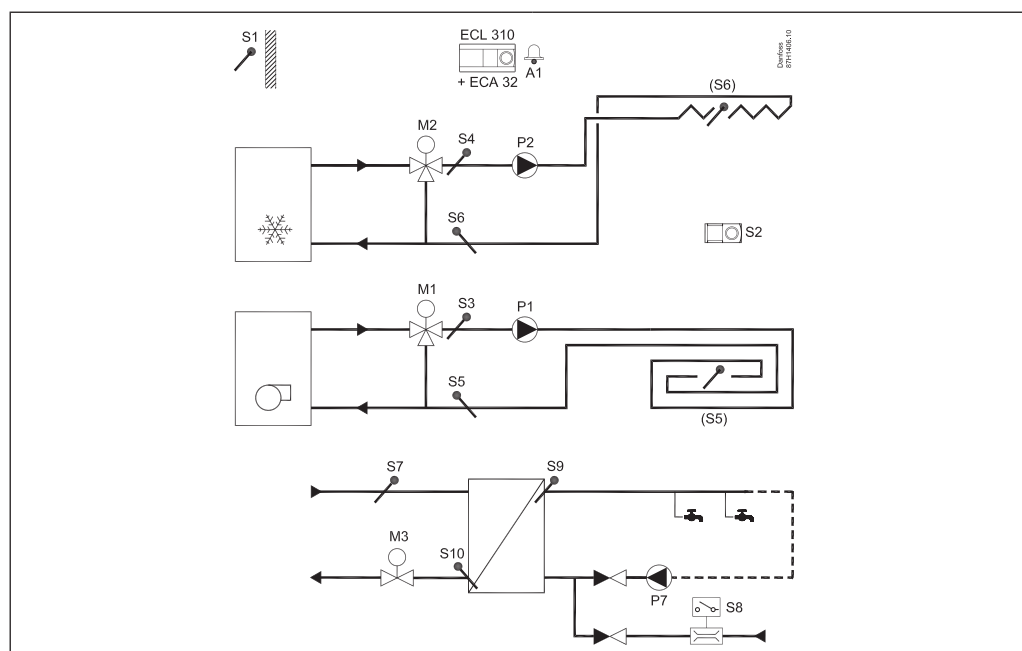 S1
ECL 310
A1
+ ECA 32
Danfoss
87H1406.10
(S6)
M2
S4
P2
S6
S2
M1
S3
P1
S5
(S5)
S7
S9
M3
S10
P7
S8